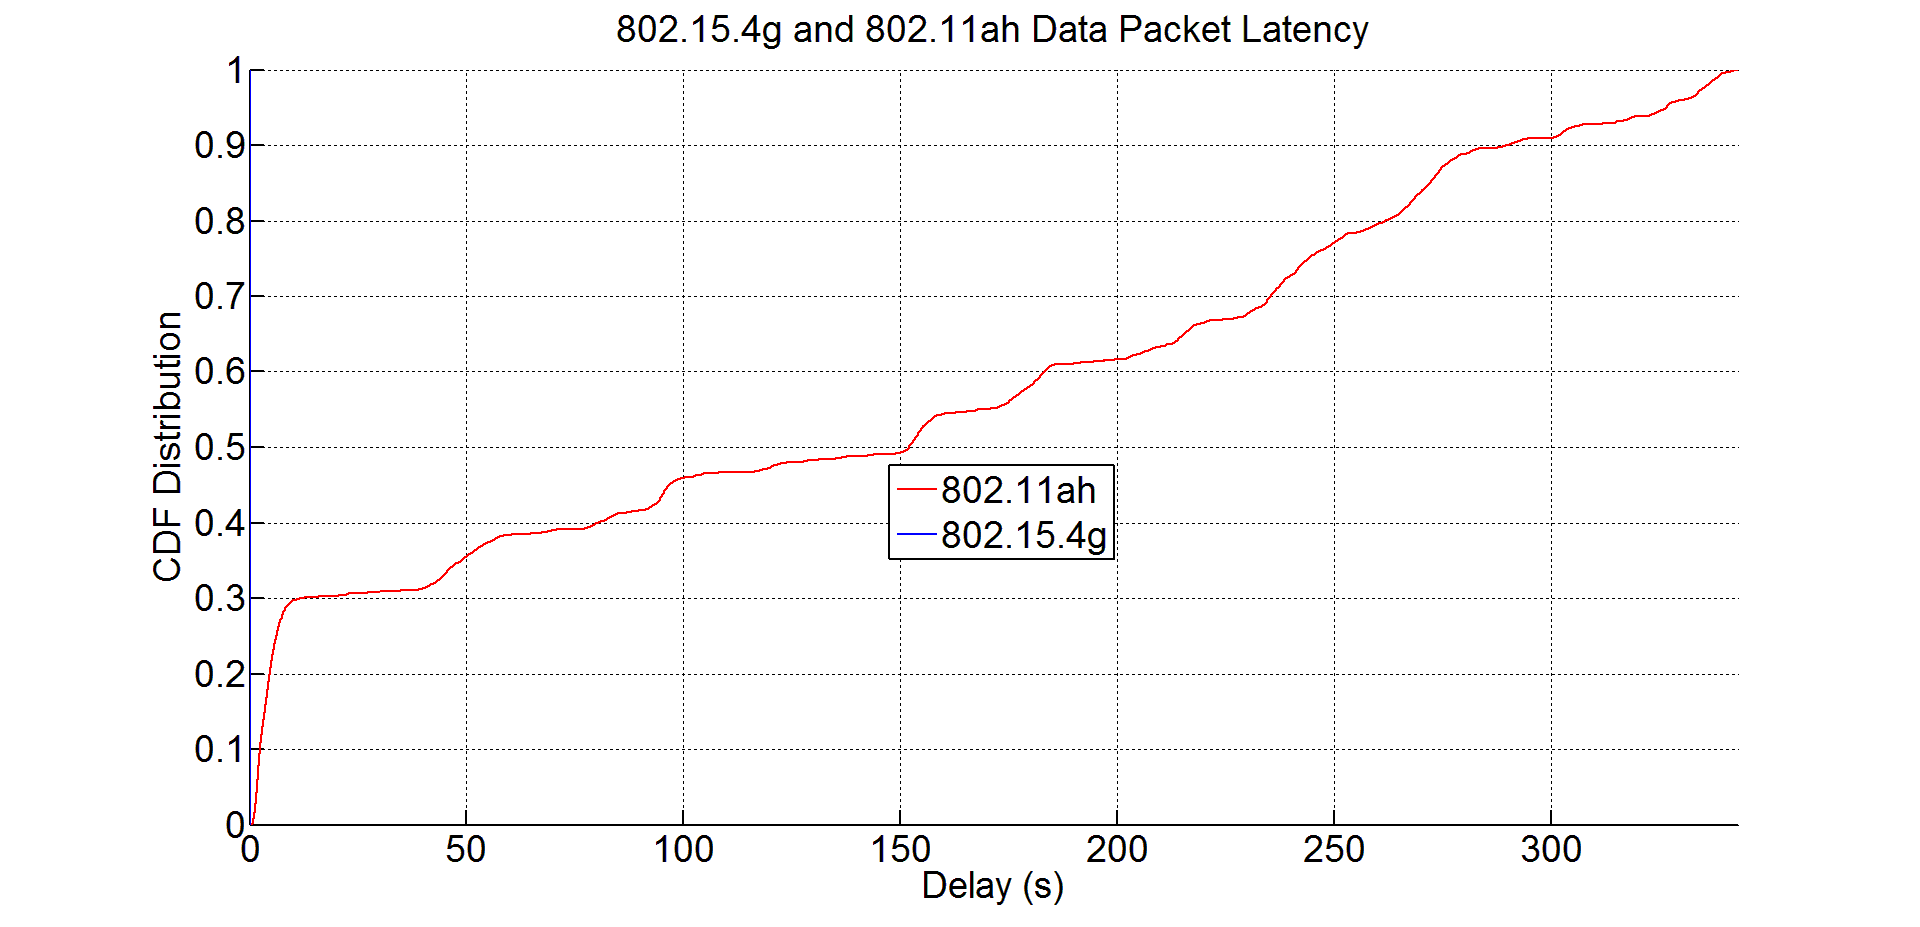 802.15.4g and 802.11ah Data Packet Latency
1
0.9
0.8
0.7
0.6
0.5
0.4
0.3
0.2
0.1
0
CDF Distribution
802.11ah
802.15.4g
0 50 100 150 200 250 300
Delay (s)